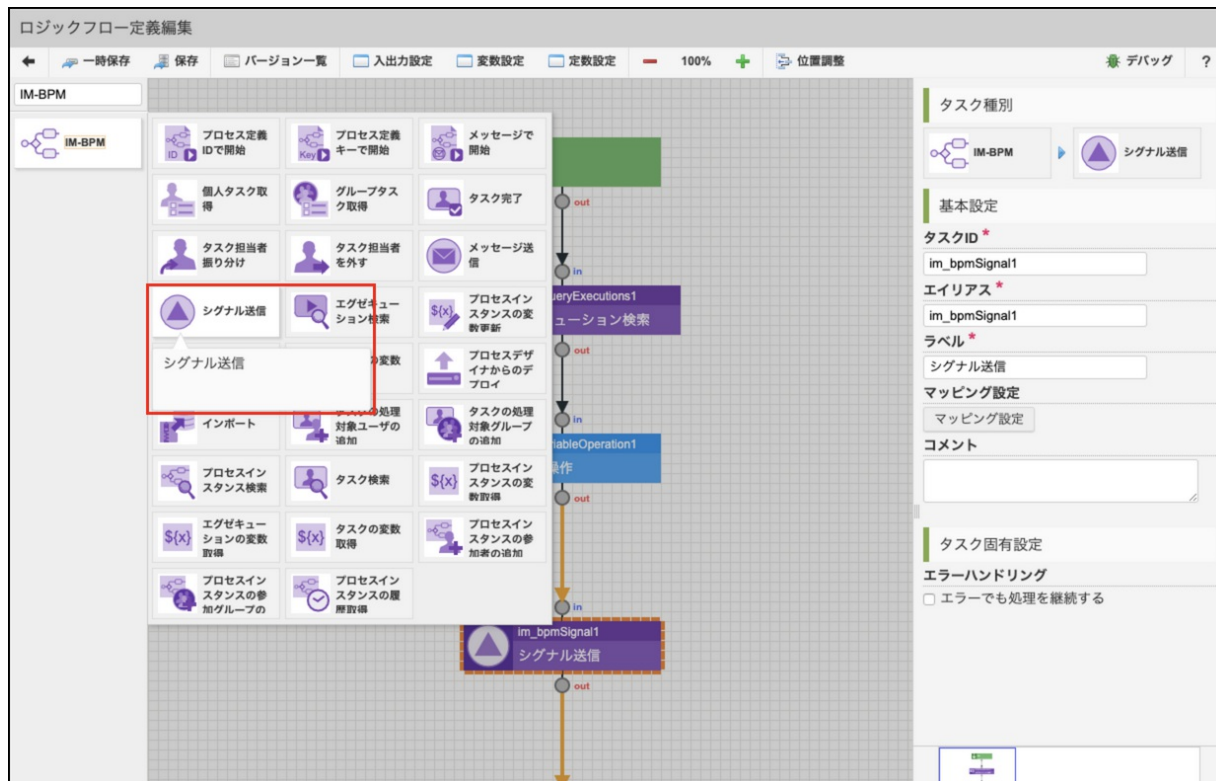 ロジックフロー定義編集
一時保存 保存 バージョン一覧 入出力設定 変数設定 定数設定 100% 位置調整 デバッグ ?
IM-BPM
IM-BPM
プロセス定義
IDで開始
プロセス定義
キーで開始
メッセージで
開始
個人タスク取
得
グループタス
ク取得
タスク完了
タスク担当者
振り分け
タスク担当者
を外す
メッセージ送
信
シグナル送信
エグゼキュー
ション検索
プロセスイン
スタンスの変
数更新
シグナル送信
の変数
プロセスデザ
イナからのデ
プロイ
インポート
タスクの処理
対象ユーザの
追加
タスクの処理
対象グループ
の追加
プロセスイン
スタンス検索
タスク検索
プロセスイン
スタンスの変
数取得
エグゼキュー
ションの変数
取得
タスクの変数
取得
プロセスイン
スタンスの参
加者の追加
プロセスイン
スタンスの参
加グループの
プロセスイン
スタンスの履
歴取得
out
in
ueryExecutions1
ューション検索
out
in
iableOperation1
操作
out
in
im_bpmSignal1
シグナル送信
out
タスク種別
IM-BPM
シグナル送信
基本設定
タスクID *
im_bpmSignal1
エイリアス *
im_bpmSignal1
ラベル *
シグナル送信
マッピング設定
マッピング設定
コメント
タスク固有設定
エラーハンドリング
エラーでも処理を継続する